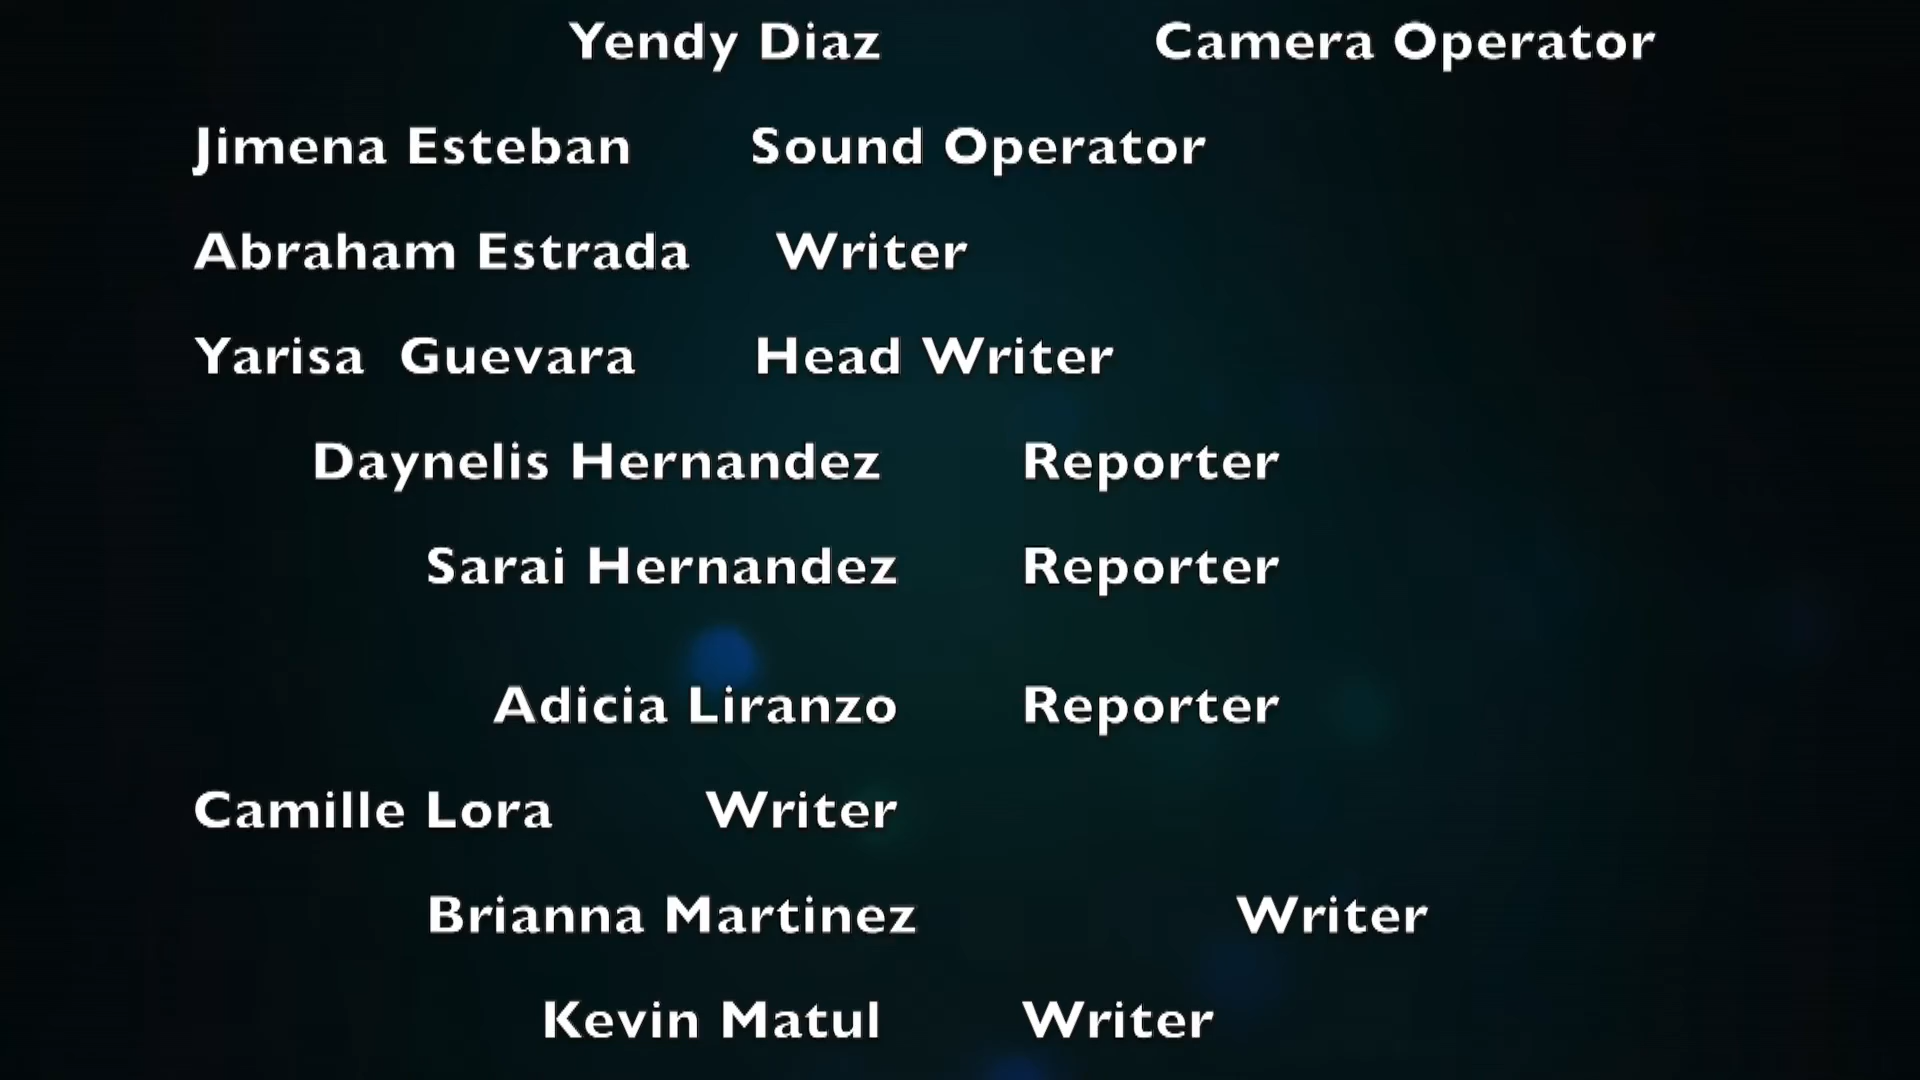 Yendy Diaz Camera Operator
Jimena Esteban Sound Operator
Abraham Estrada Writer
Yarisa Guevara Head Writer
Daynelis Hernandez Reporter
Sarai Hernandez Reporter
Adicia Liranzo Reporter
Camille Lora Writer
Brianna Martinez Writer
Kevin Matul Writer